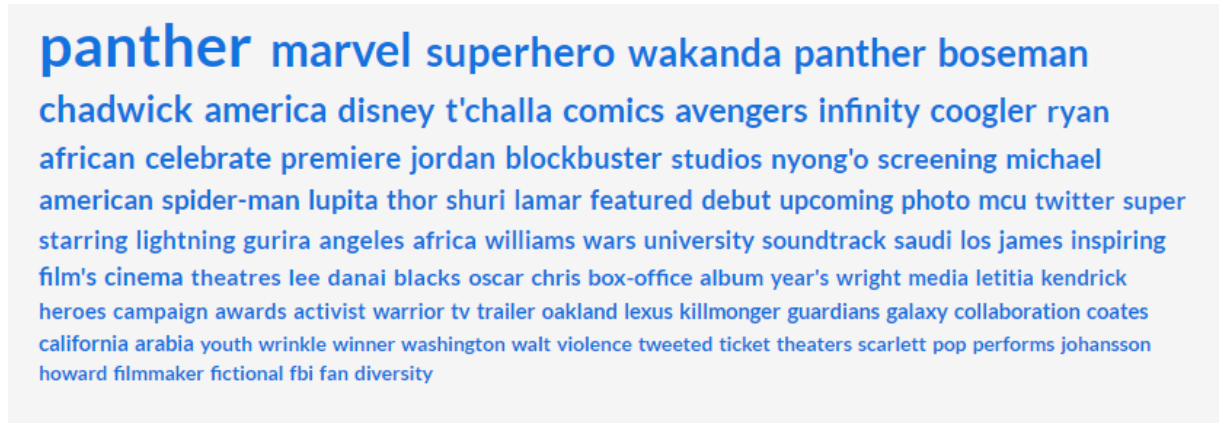 panther marvel superhero wakanda panther boseman
chadwick america disney t'challa comics avengers infinity coogler ryan
african celebrate premiere jordan blockbuster studios nyong'o screening michael
american spider-man lupita thor shuri lamar featured debut upcoming photo mcu twitter super
starring lightning gurira angeles africa williams wars university soundtrack saudi los james inspiring
film's cinema theatres lee danai blacks oscar chris box-office album year's wright media letitia kendrick
heroes campaign awards activist warrior tv trailer oakland lexus killmonger guardians galaxy collaboration coates
california arabia youth wrinkle winner washington walt violence tweeted ticket theaters scarlett pop performs johansson
howard filmmaker fictional fbi fan diversity